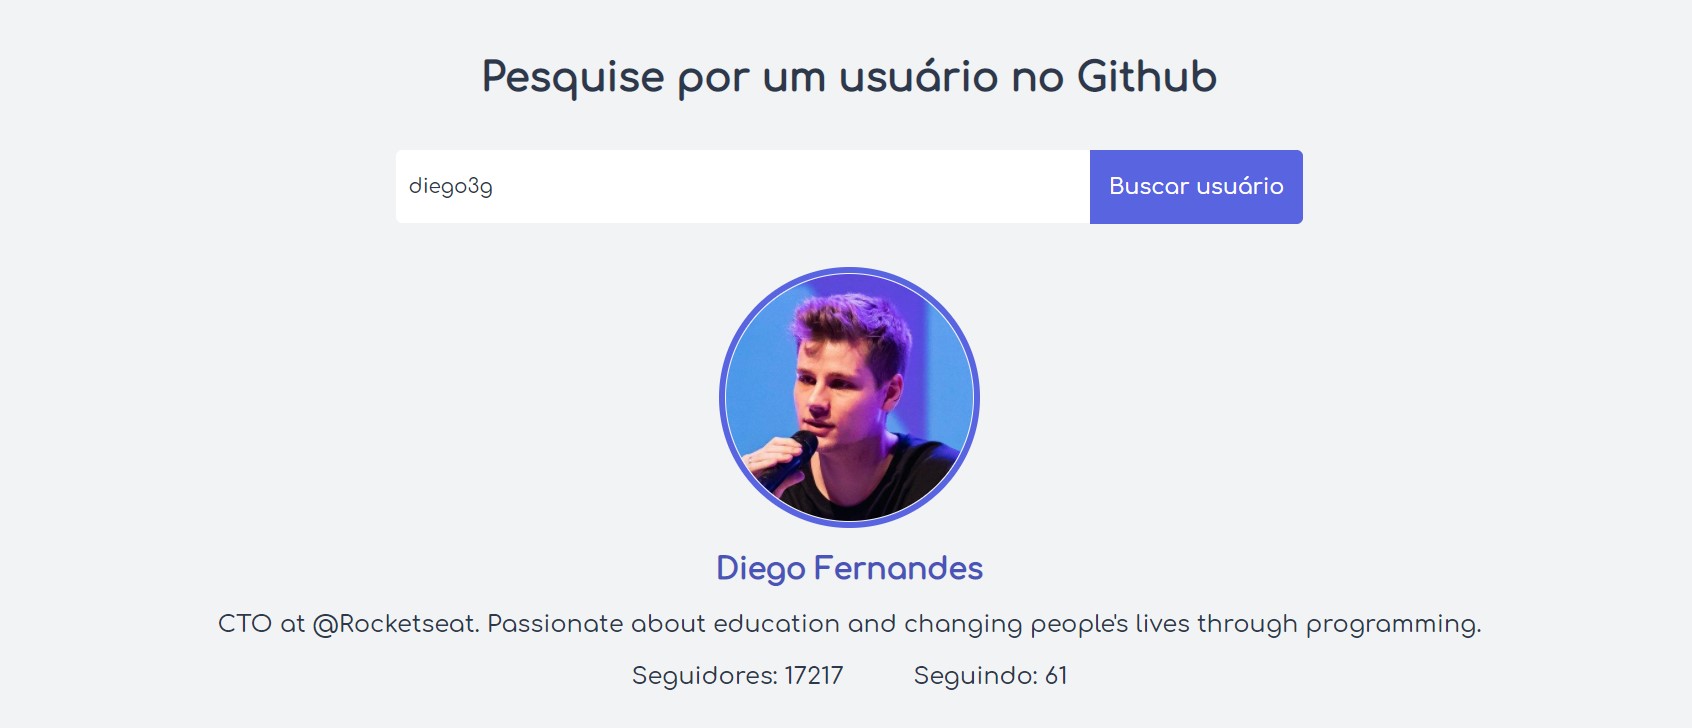 Pesquise por um usuário no Github
diego3g
Buscar usuário
Diego Fernandes
CTO at @Rocketseat. Passionate about education and changing people's lives through programming.
Seguidores: 17217
Seguindo: 61